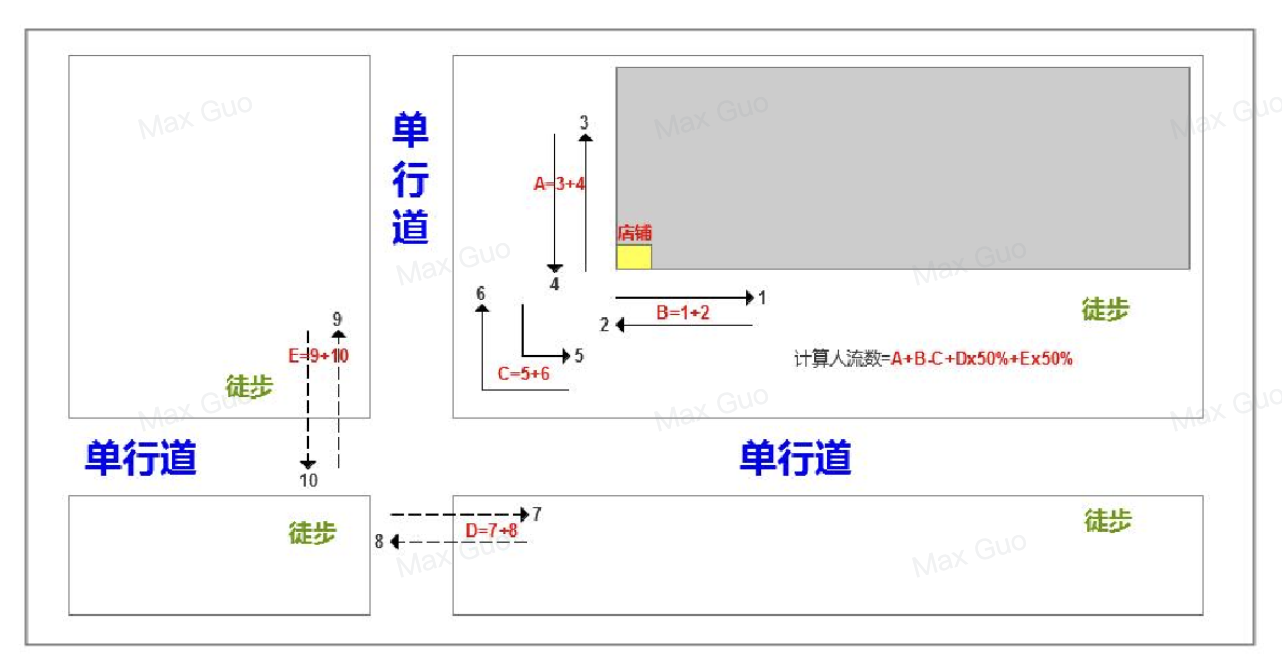 Max Guo
Max Guo
Max Guo
单行道
3
A=3+4
店铺
Max Guo
Max Guo
4
6
1
B=1+2
2
徒步
9
E=9+10
5
C=5+6
计算人流数=A+B-C+Dx50%+Ex50%
徒步
Max Guo
Max Guo
Max Guo
单行道
单行道
10
7
D=7+8
8
徒步
徒步
Max Guo
Max Guo